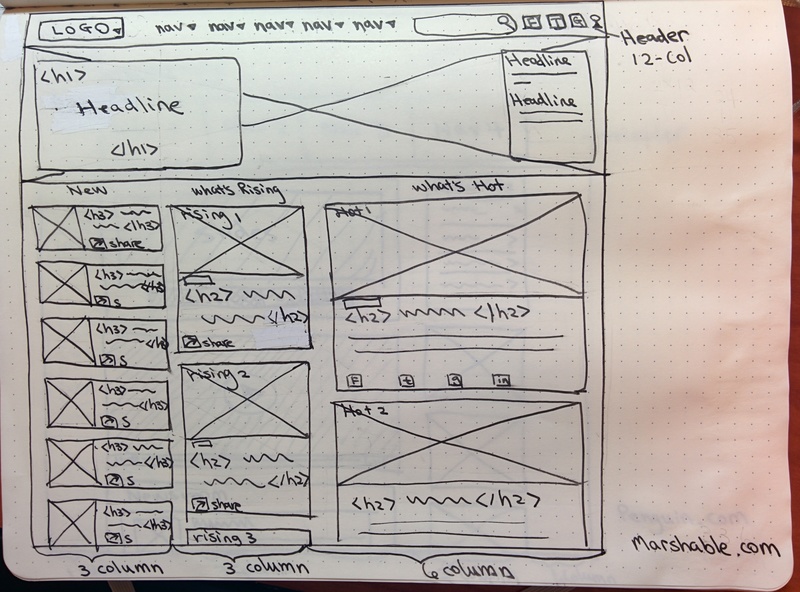 LOGO nav nav nav nav nav F T G
Header
12-Col
<h1>
Headline
</h1>
Headline
Headline
New
what's Rising
what's Hot
<h3>
</h3>
share
<h3>
</h3>
S
<h3>
</h3>
S
<h3>
</h3>
S
<h3>
</h3>
S
<h3>
</h3>
S
rising 1
<h2>
</h2>
share
rising 2
<h2>
</h2>
share
rising 3
Hot 1
<h2> </h2>
F t g in
Hot 2
<h2> </h2>
3 column
3 column
6 column
marshable.com